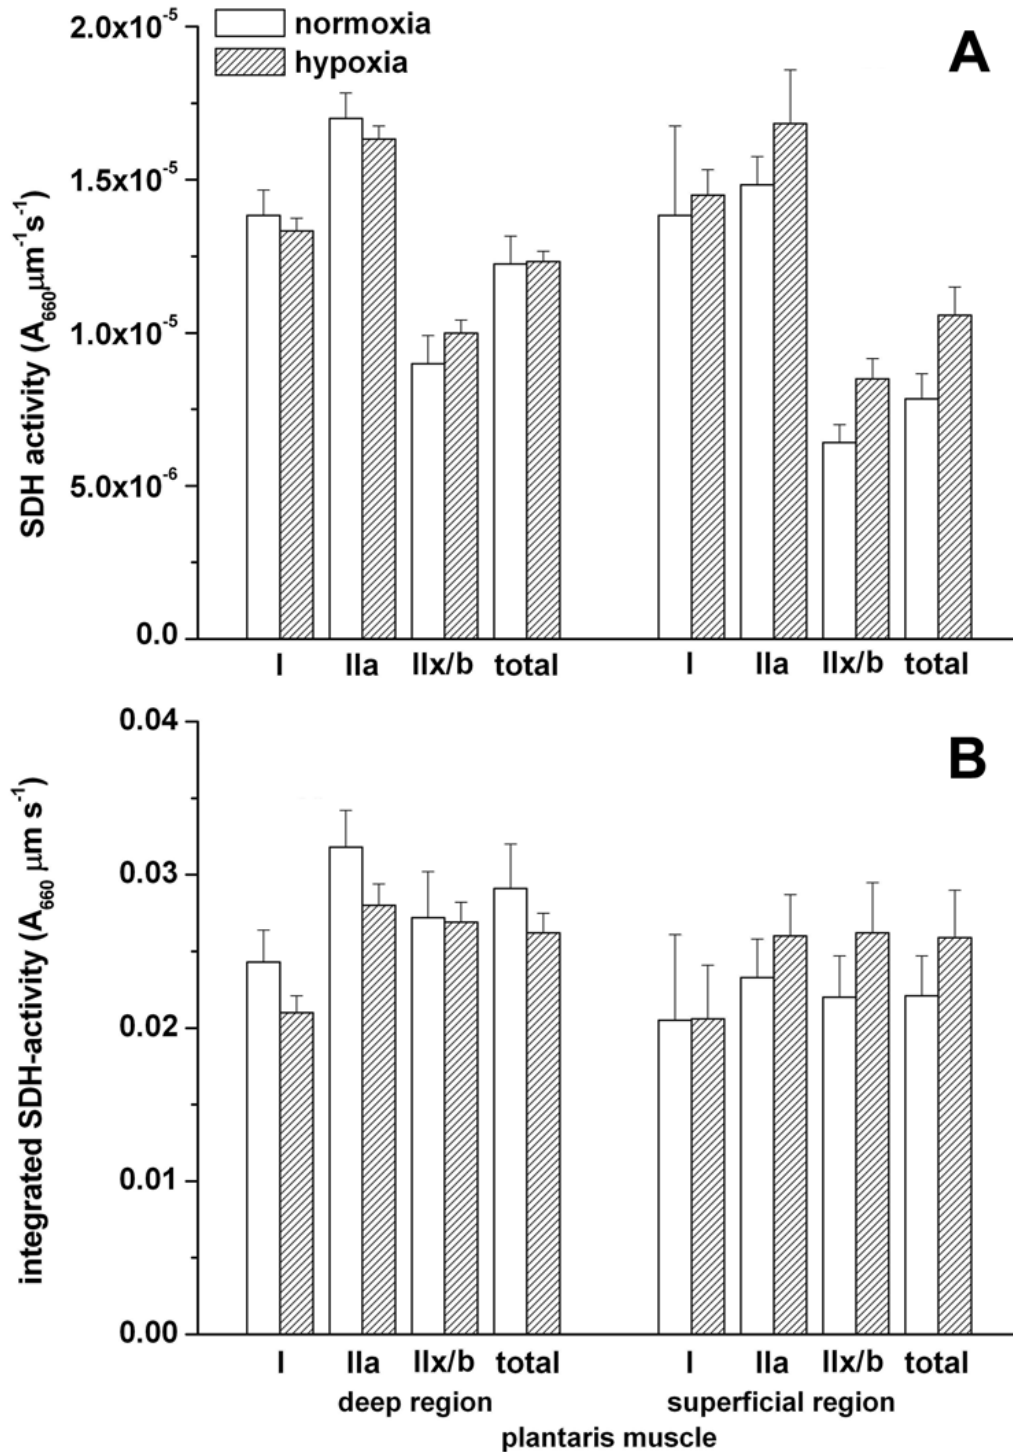 normoxia
hypoxia
A
2.0x10⁻⁵
1.5x10⁻⁵
1.0x10⁻⁵
5.0x10⁻⁶
0.0
SDH activity (A₆₆₀μm⁻¹s⁻¹)
I IIa IIx/b total I IIa IIx/b total
B
0.04
0.03
0.02
0.01
0.00
integrated SDH-activity (A₆₆₀ μm s⁻¹)
I IIa IIx/b total I IIa IIx/b total
deep region superficial region
plantaris muscle